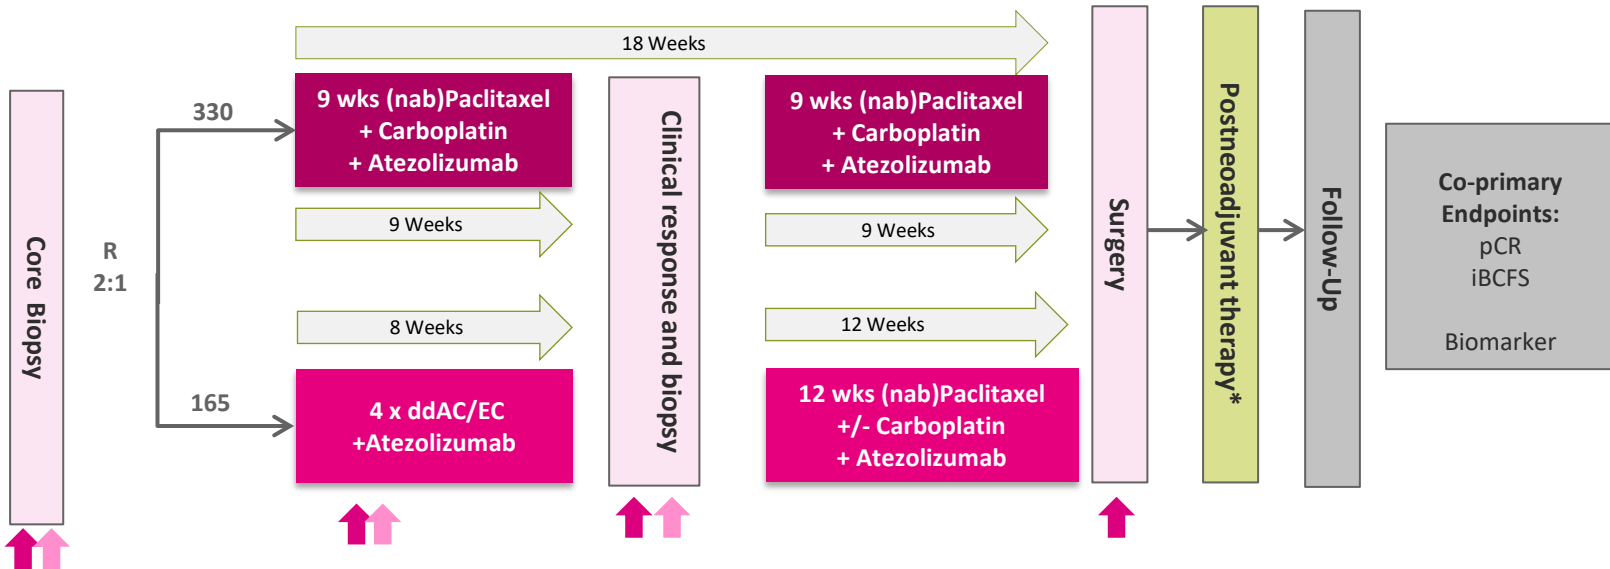 18 Weeks
Core Biopsy
R
2:1
330
9 wks (nab)Paclitaxel
+ Carboplatin
+ Atezolizumab
9 Weeks
8 Weeks
165
4 x ddAC/EC
+Atezolizumab
Clinical response and biopsy
9 wks (nab)Paclitaxel
+ Carboplatin
+ Atezolizumab
9 Weeks
12 Weeks
12 wks (nab)Paclitaxel
+/- Carboplatin
+ Atezolizumab
Surgery
Postneoadjuvant therapy*
Follow-Up
Co-primary
Endpoints:
pCR
iBCFS
Biomarker